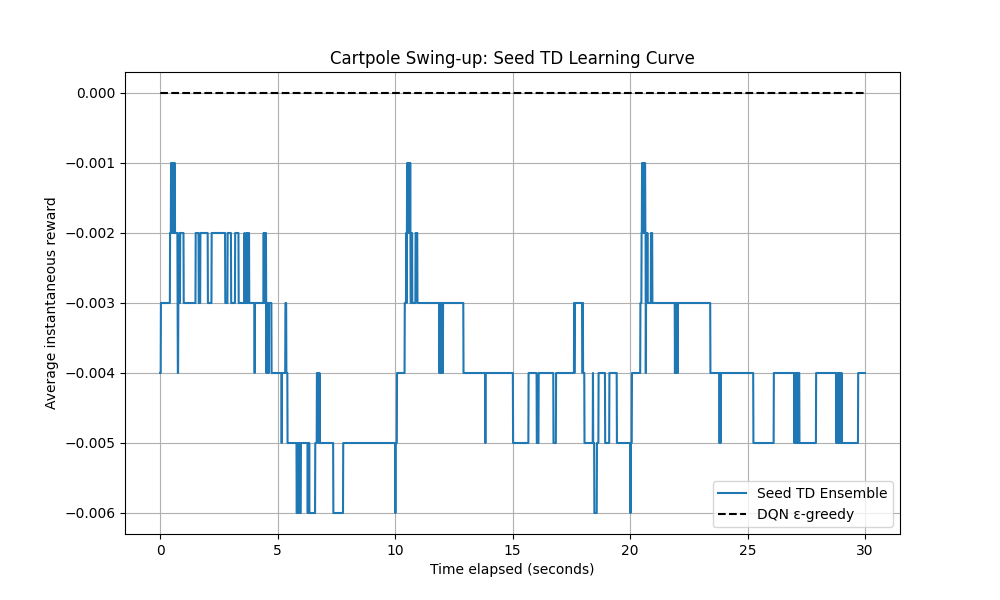 Cartpole Swing-up: Seed TD Learning Curve
Average instantaneous reward
0.000
−0.001
−0.002
−0.003
−0.004
−0.005
−0.006
Seed TD Ensemble
DQN ε-greedy
0 5 10 15 20 25 30
Time elapsed (seconds)